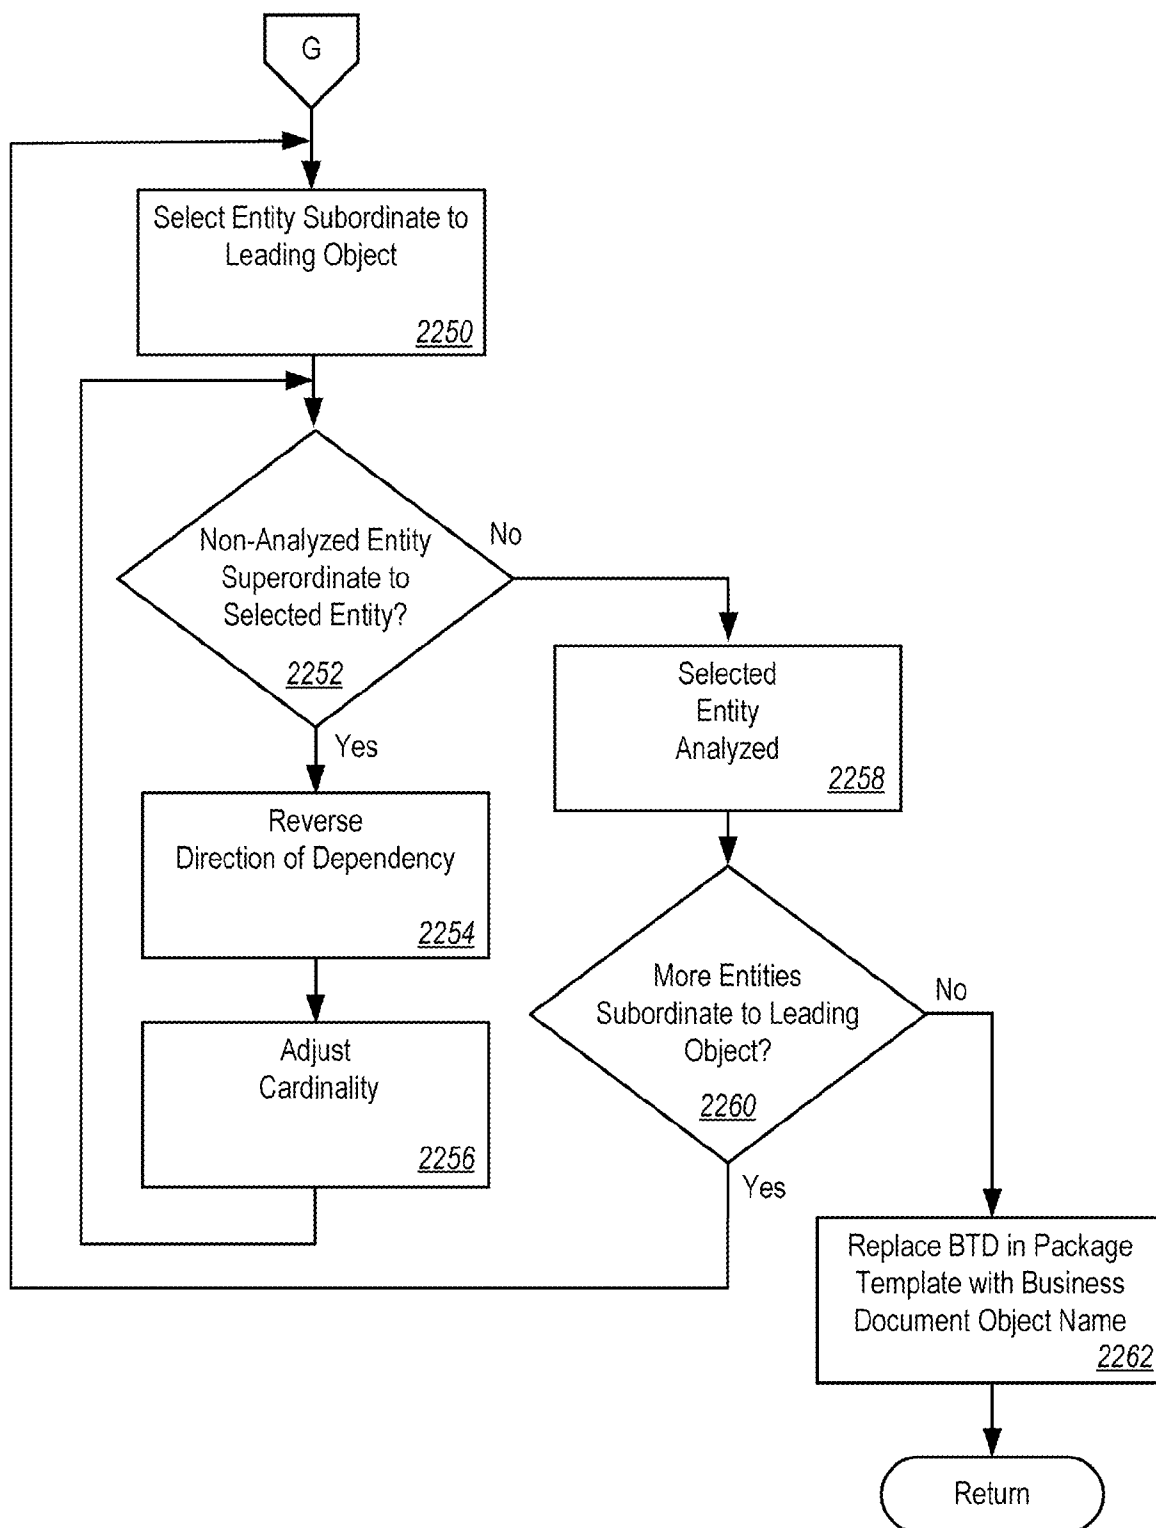 G
Select Entity Subordinate to
Leading Object
2250
Non-Analyzed Entity
Superordinate to
Selected Entity?
2252
No
Yes
Selected
Entity
Analyzed
2258
Reverse
Direction of Dependency
2254
More Entities
Subordinate to Leading
Object?
2260
No
Yes
Adjust
Cardinality
2256
Replace BTD in Package
Template with Business
Document Object Name
2262
Return